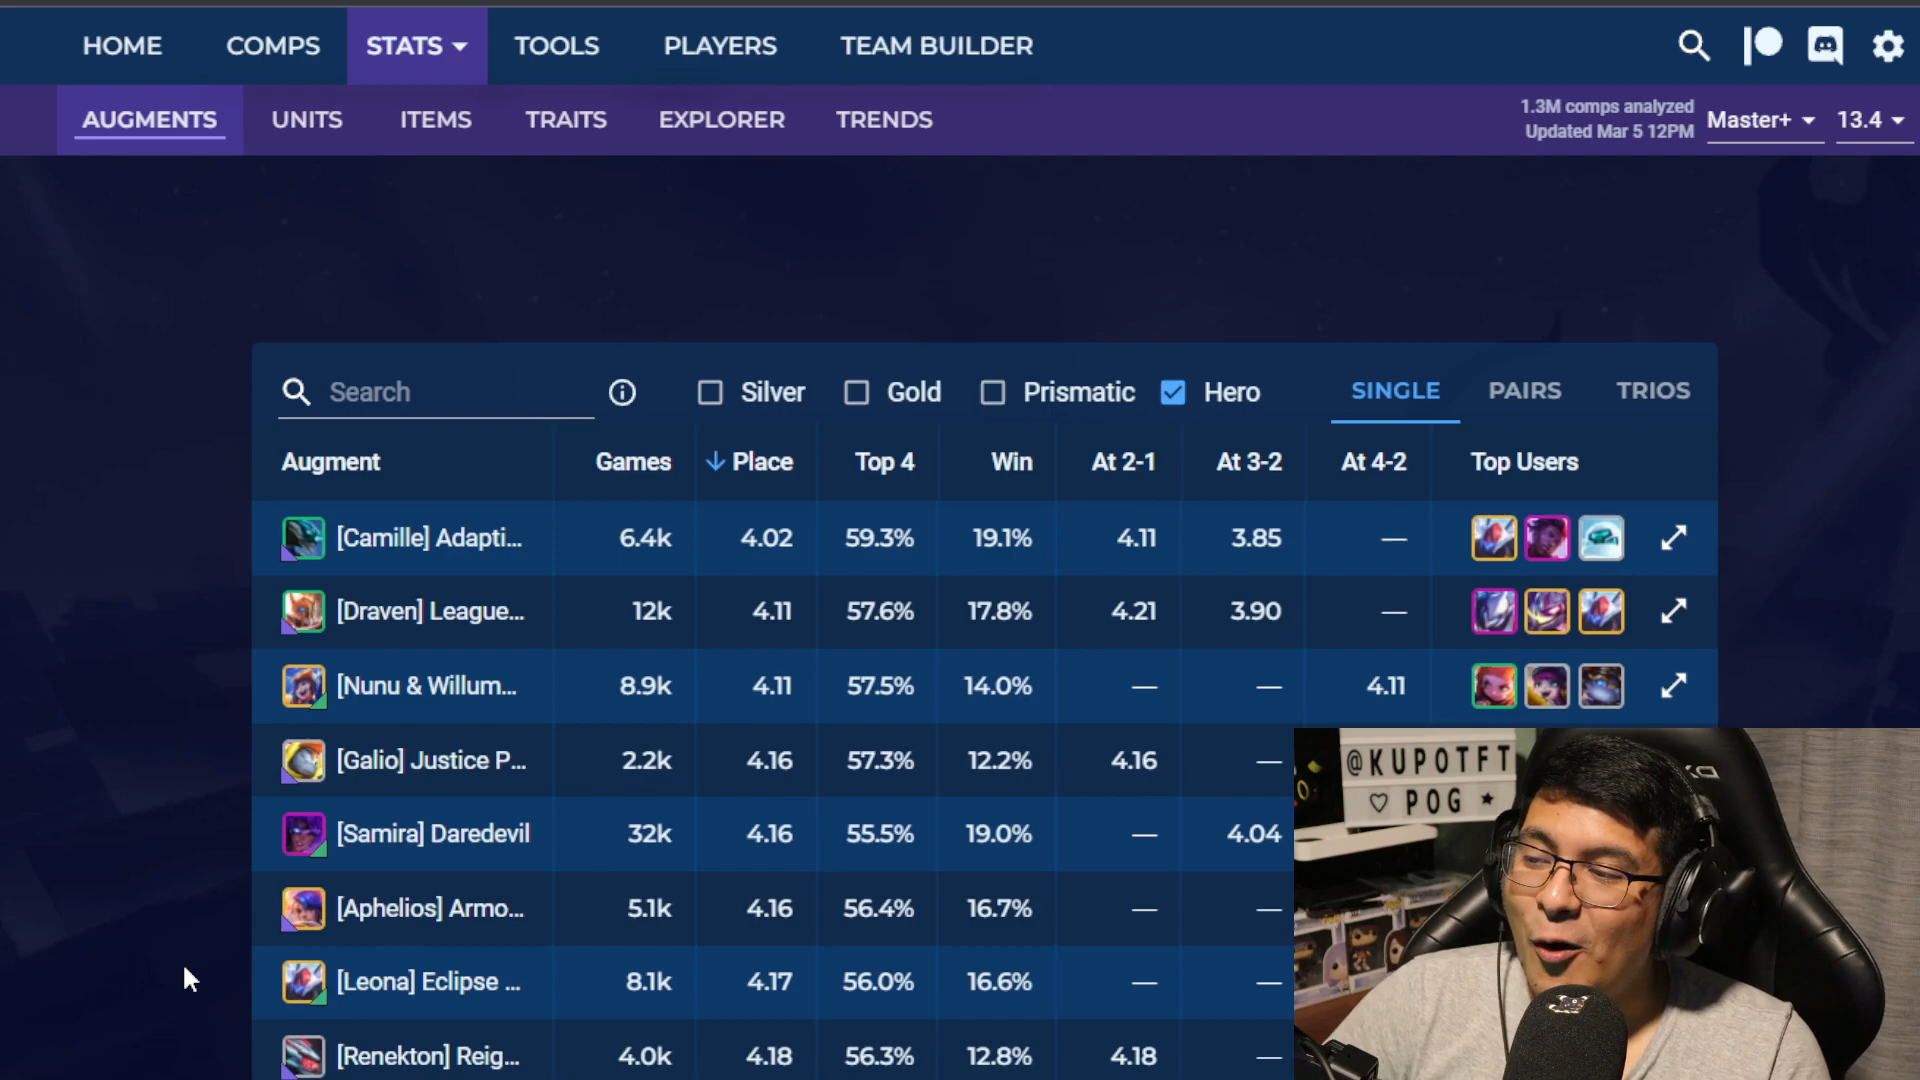 HOME COMPS STATS TOOLS PLAYERS TEAM BUILDER
AUGMENTS UNITS ITEMS TRAITS EXPLORER TRENDS
1.3M comps analyzed
Updated Mar 5 12PM
Master+ 13.4
Search Silver Gold Prismatic Hero SINGLE PAIRS TRIOS
Augment Games Place Top 4 Win At 2-1 At 3-2 At 4-2 Top Users
[Camille] Adapti... 6.4k 4.02 59.3% 19.1% 4.11 3.85 —
[Draven] League... 12k 4.11 57.6% 17.8% 4.21 3.90 —
[Nunu & Willum... 8.9k 4.11 57.5% 14.0% — — 4.11
[Galio] Justice P... 2.2k 4.16 57.3% 12.2% 4.16 —
[Samira] Daredevil 32k 4.16 55.5% 19.0% — 4.04
[Aphelios] Armo... 5.1k 4.16 56.4% 16.7% — —
[Leona] Eclipse ... 8.1k 4.17 56.0% 16.6% — —
[Renekton] Reig... 4.0k 4.18 56.3% 12.8% 4.18 —
@KUPOTFT
♡ POG ★